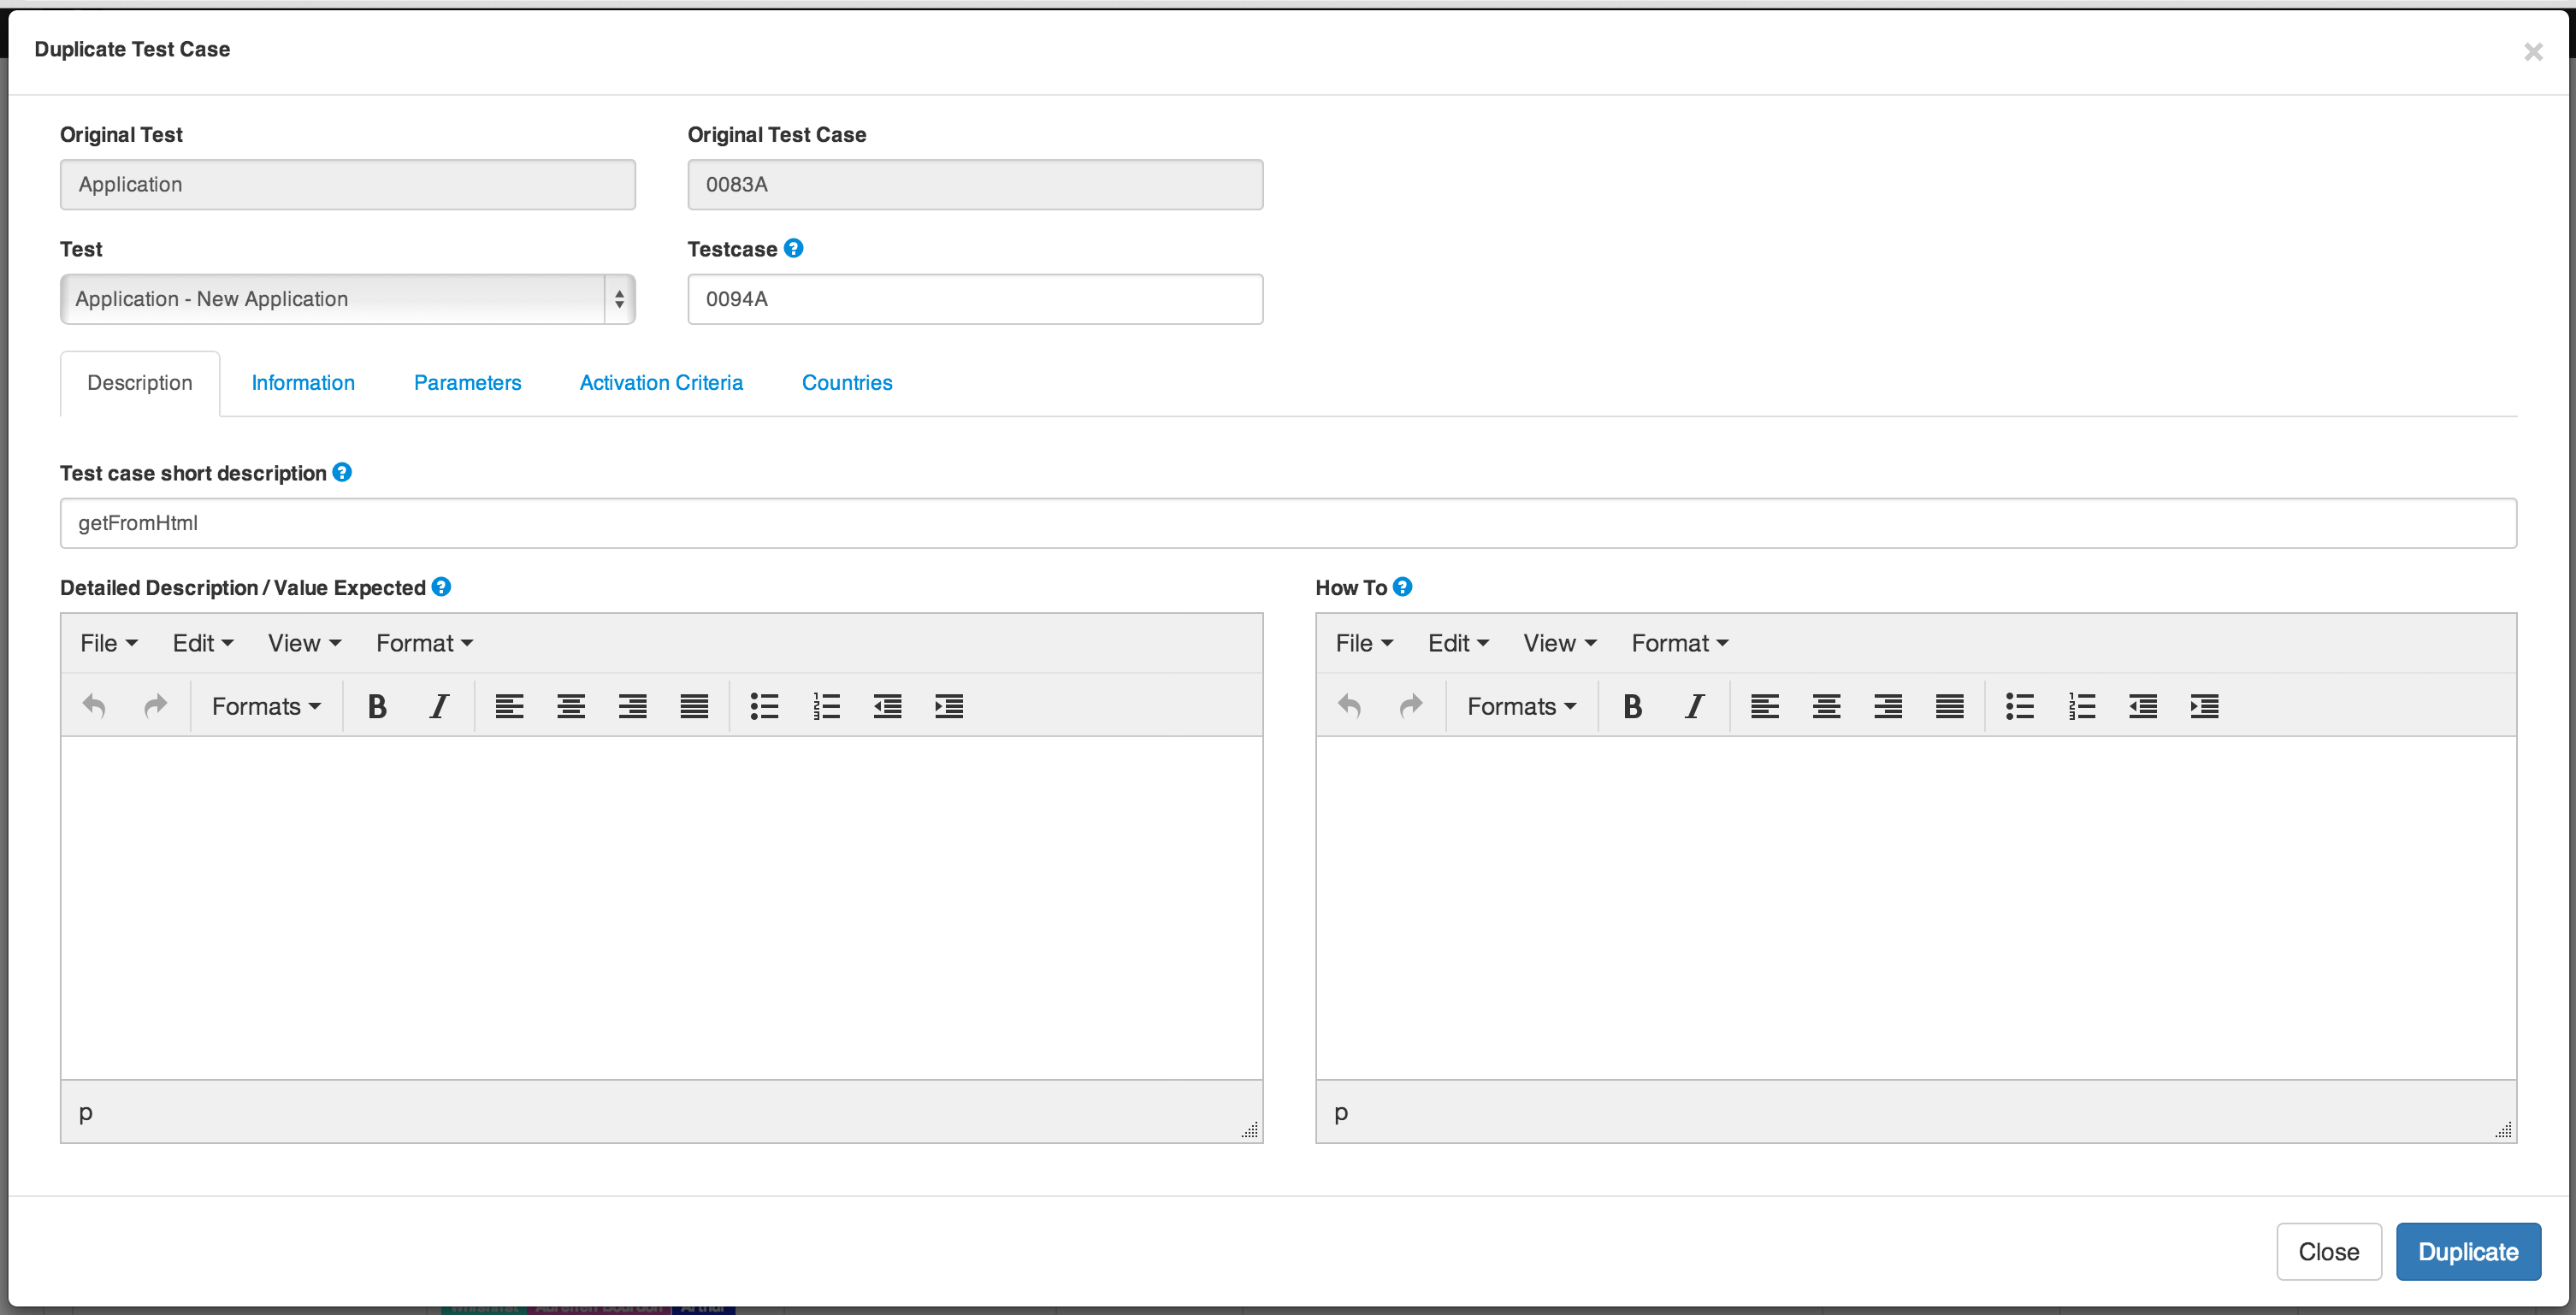 Duplicate Test Case ×
Original Test Original Test Case
Application 0083A
Test Testcase ?
Application - New Application 0094A
Description Information Parameters Activation Criteria Countries
Test case short description ?
getFromHtml
Detailed Description / Value Expected ? How To ?
File Edit View Format File Edit View Format
Formats B I Formats B I
p p
Close Duplicate